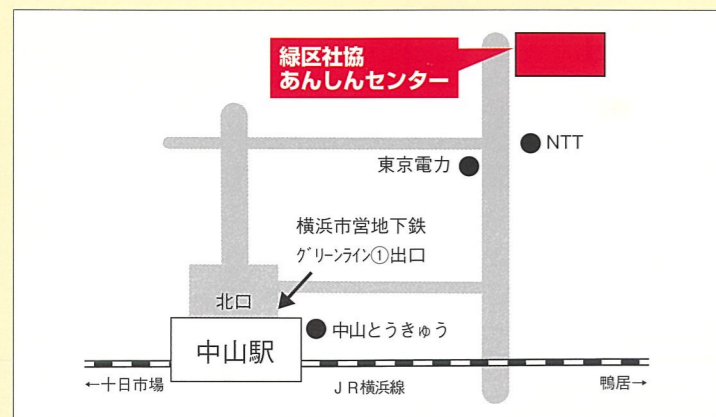 緑区社協
あんしんセンター
NTT
東京電力
横浜市営地下鉄
ｸﾞﾘｰﾝﾗｲﾝ①出口
北口
中山とうきゅう
中山駅
←十日市場
ＪＲ横浜線
鴨居→